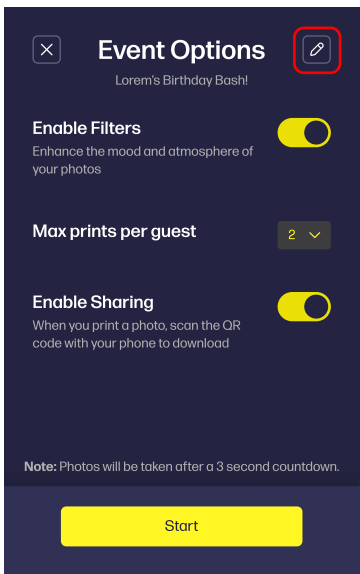 Event Options
Lorem's Birthday Bash!
Enable Filters
Enhance the mood and atmosphere of
your photos
Max prints per guest
2
Enable Sharing
When you print a photo, scan the QR
code with your phone to download
Note: Photos will be taken after a 3 second countdown.
Start